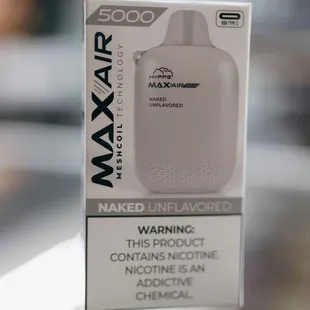 5000
MAX AIR
MESHCOIL TECHNOLOGY
HYPPE
MAX AIR
NAKED
UNFLAVORED
NAKED UNFLAVORED
WARNING:
THIS PRODUCT
CONTAINS NICOTINE.
NICOTINE IS AN
ADDICTIVE
CHEMICAL.